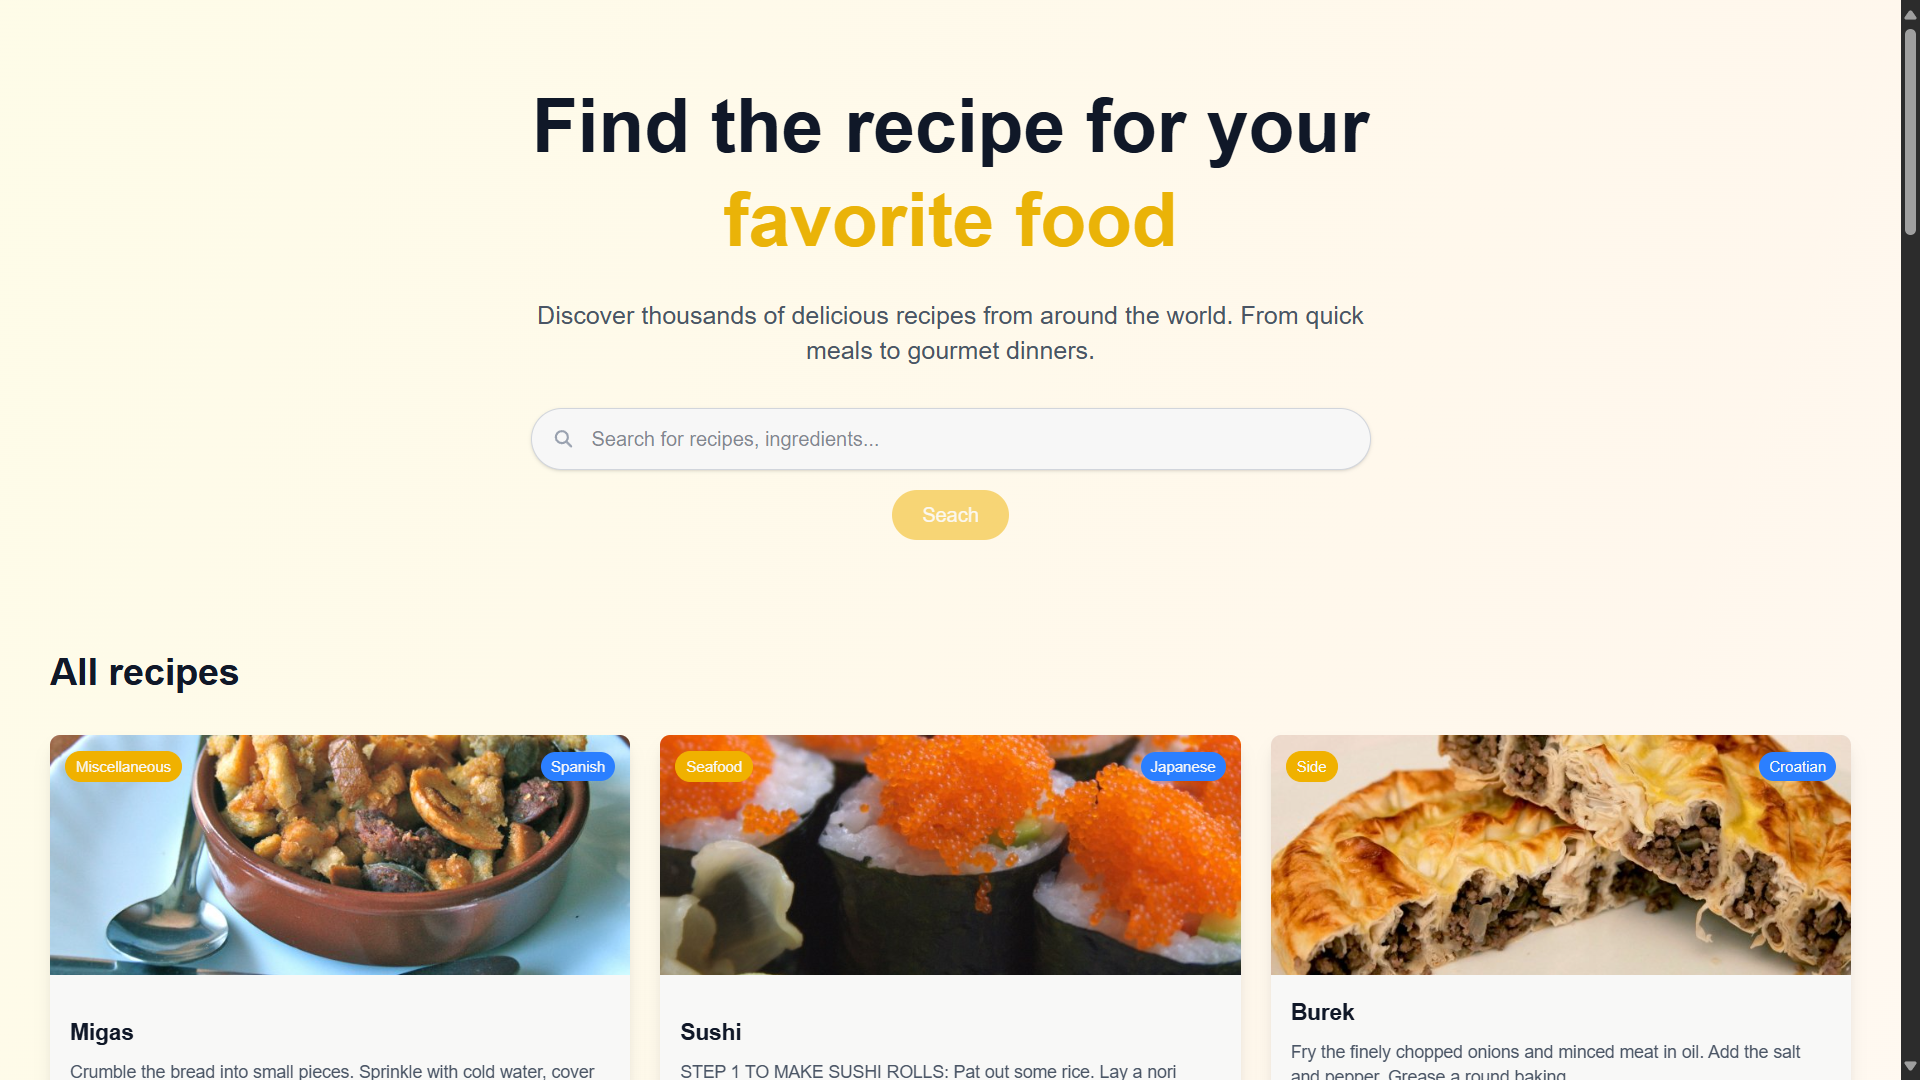 Find the recipe for your
favorite food
Discover thousands of delicious recipes from around the world. From quick
meals to gourmet dinners.
Search for recipes, ingredients...
Seach
All recipes
Miscellaneous
Spanish
Seafood
Japanese
Side
Croatian
Migas
Crumble the bread into small pieces. Sprinkle with cold water, cover
Sushi
STEP 1 TO MAKE SUSHI ROLLS: Pat out some rice. Lay a nori
Burek
Fry the finely chopped onions and minced meat in oil. Add the salt
and pepper. Grease a round baking